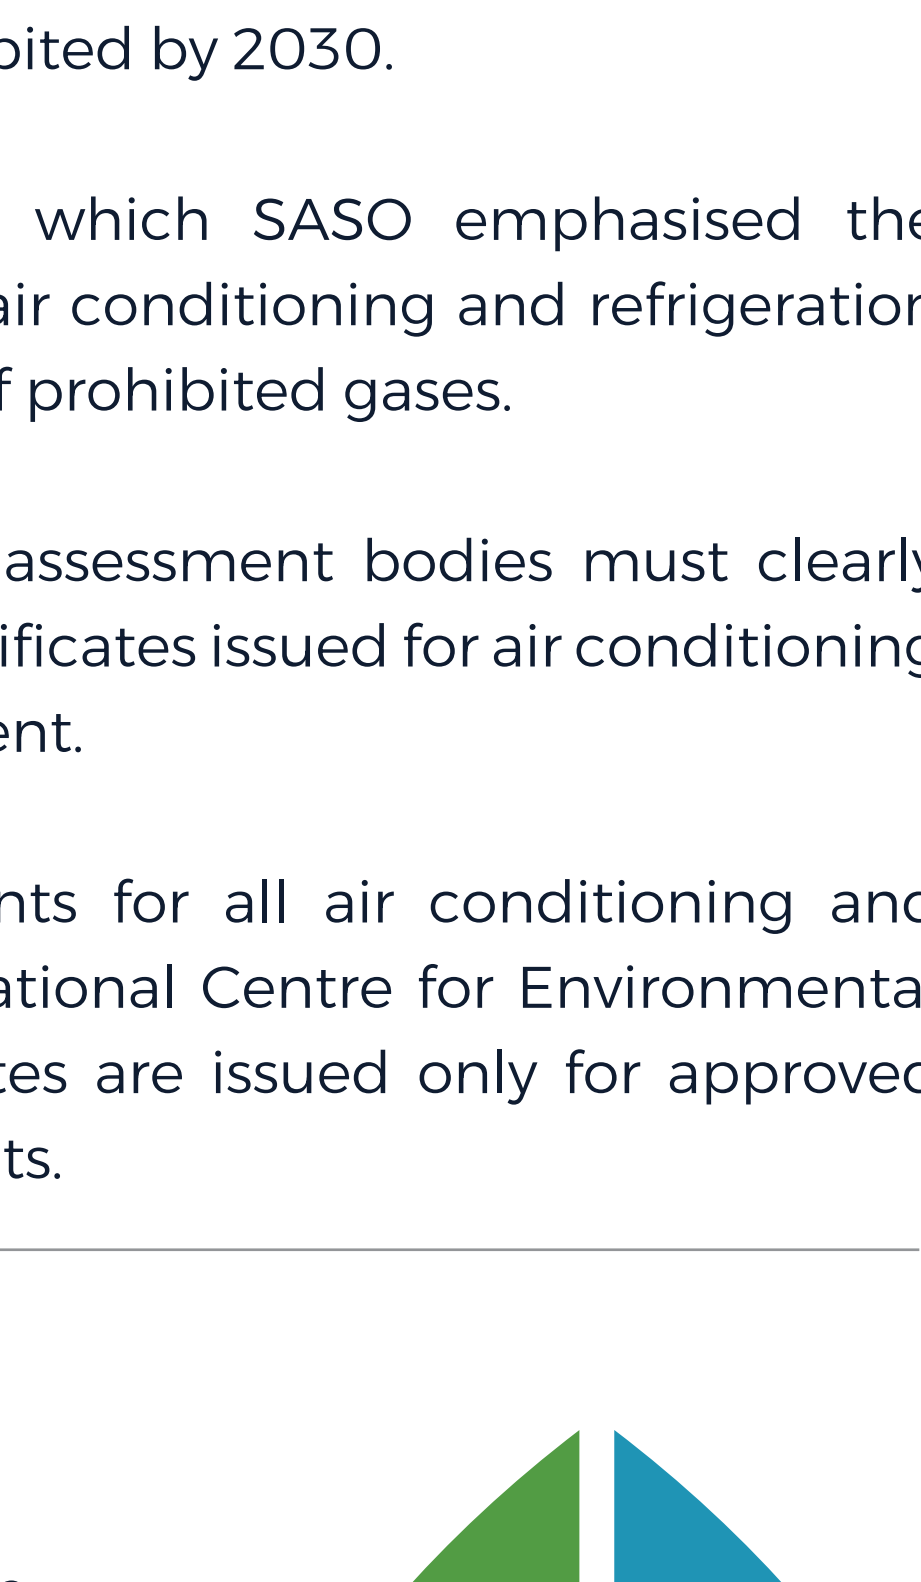 bited by 2030.
which SASO emphasised the
air conditioning and refrigeration
f prohibited gases.
assessment bodies must clearly
ificates issued for air conditioning
ent.
nts for all air conditioning and
ational Centre for Environmenta
tes are issued only for approved
ts.